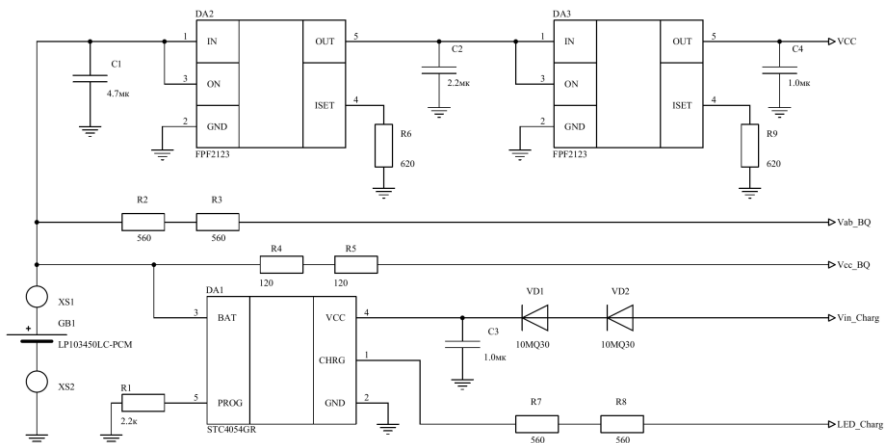 DA2 DA3
1 IN OUT 5 C2 1 IN OUT 5 C4 VCC
C1
4.7мк 3 ON 2.2мк 3 ON 1.0мк
ISET 4 ISET 4
2 GND R6 2 GND R9
FPF2123 620 FPF2123 620
R2 R3
Vab_BQ
560 560
R4 R5
Vcc_BQ
120 120
XS1 DA1 VD1 VD2
GB1 3 BAT VCC 4 C3 Vin_Charg
+
LP103450LC-PCM 1.0мк 10MQ30 10MQ30
CHRG 1
XS2 R1 R7 R8
5 PROG GND 2
2.2к LED_Charg
STC4054GR 560 560